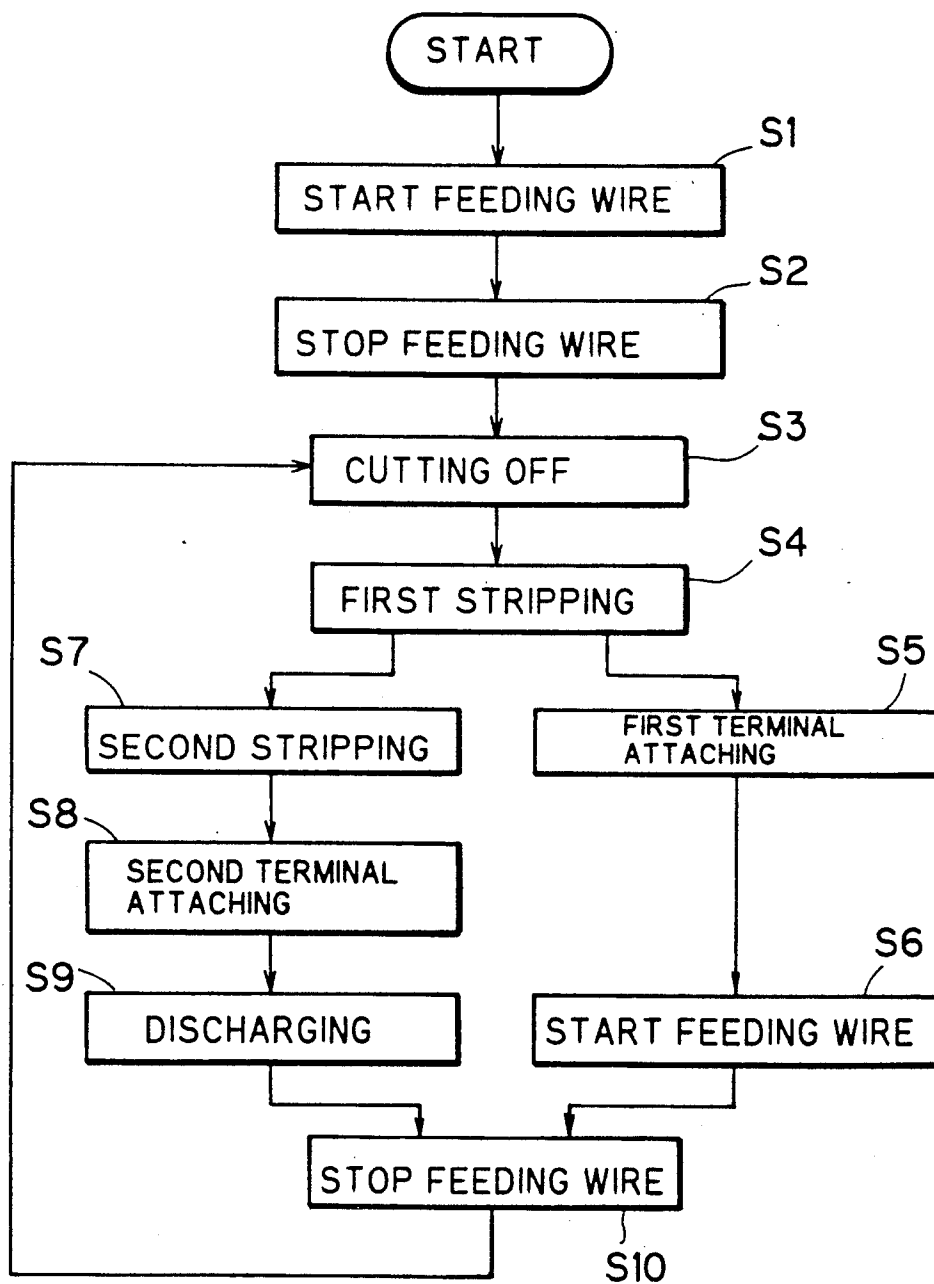 START
S1
START FEEDING WIRE
S2
STOP FEEDING WIRE
S3
CUTTING OFF
S4
FIRST STRIPPING
S7
SECOND STRIPPING
S5
FIRST TERMINAL
ATTACHING
S8
SECOND TERMINAL
ATTACHING
S9
DISCHARGING
S6
START FEEDING WIRE
STOP FEEDING WIRE
S10